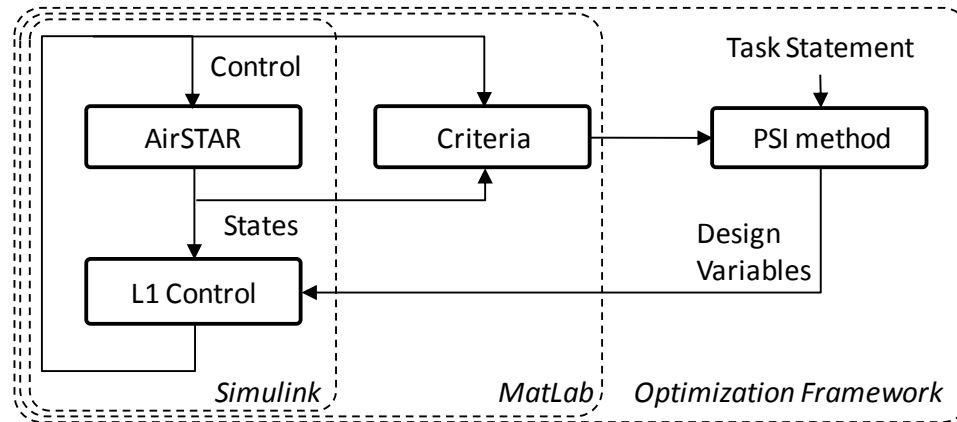 Task Statement
Control
AirSTAR
Criteria
PSI method
States
Design
Variables
L1 Control
Simulink
MatLab
Optimization Framework